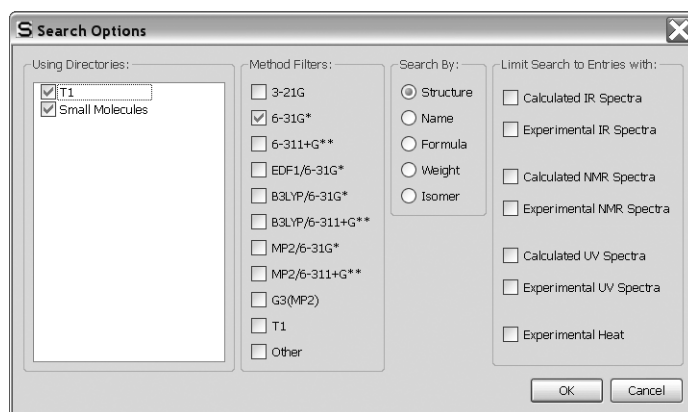 S Search Options
Using Directories:
T1
Small Molecules
Method Filters:
3-21G
6-31G*
6-311+G**
EDF1/6-31G*
B3LYP/6-31G*
B3LYP/6-311+G**
MP2/6-31G*
MP2/6-311+G**
G3(MP2)
T1
Other
Search By:
Structure
Name
Formula
Weight
Isomer
Limit Search to Entries with:
Calculated IR Spectra
Experimental IR Spectra
Calculated NMR Spectra
Experimental NMR Spectra
Calculated UV Spectra
Experimental UV Spectra
Experimental Heat
OK
Cancel